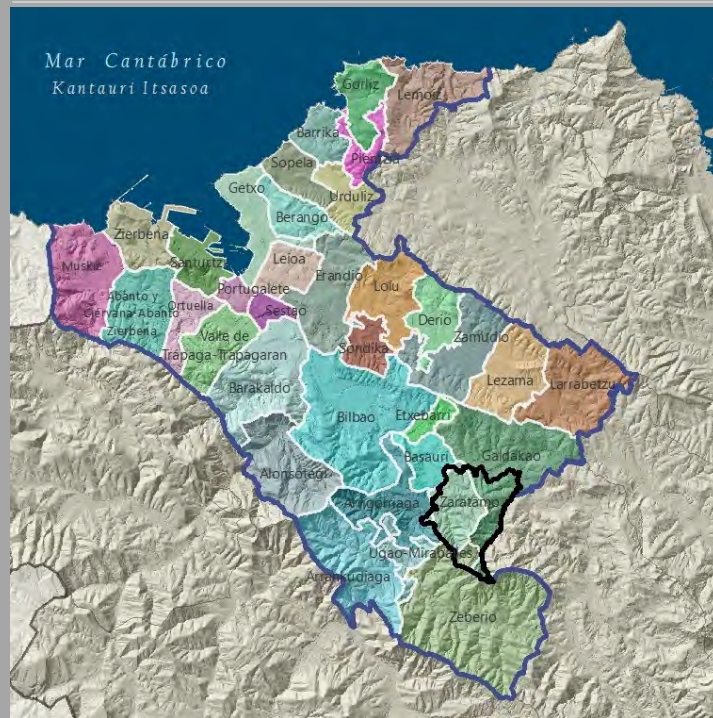 Mar Cantábrico
Kantauri Itsasoa
Gorliz
Lemoiz
Barrika
Plentzia
Sopela
Getxo
Urduliz
Berango
Zierbena
Leioa
Santurtzi
Erandio
Muskiz
Loiu
Abanto y
Ciérvana-Abanto
Zierbena
Ortuella
Portugalete
Sestao
Derio
Zamudio
Valle de
Trápaga-Trapagaran
Sondika
Lezama
Larrabetzu
Barakaldo
Bilbao
Etxebarri
Basauri
Galdakao
Alonsotegi
Arrigorriaga
Zaratamo
Ugao-Miraballes
Arrankudiaga
Zeberio